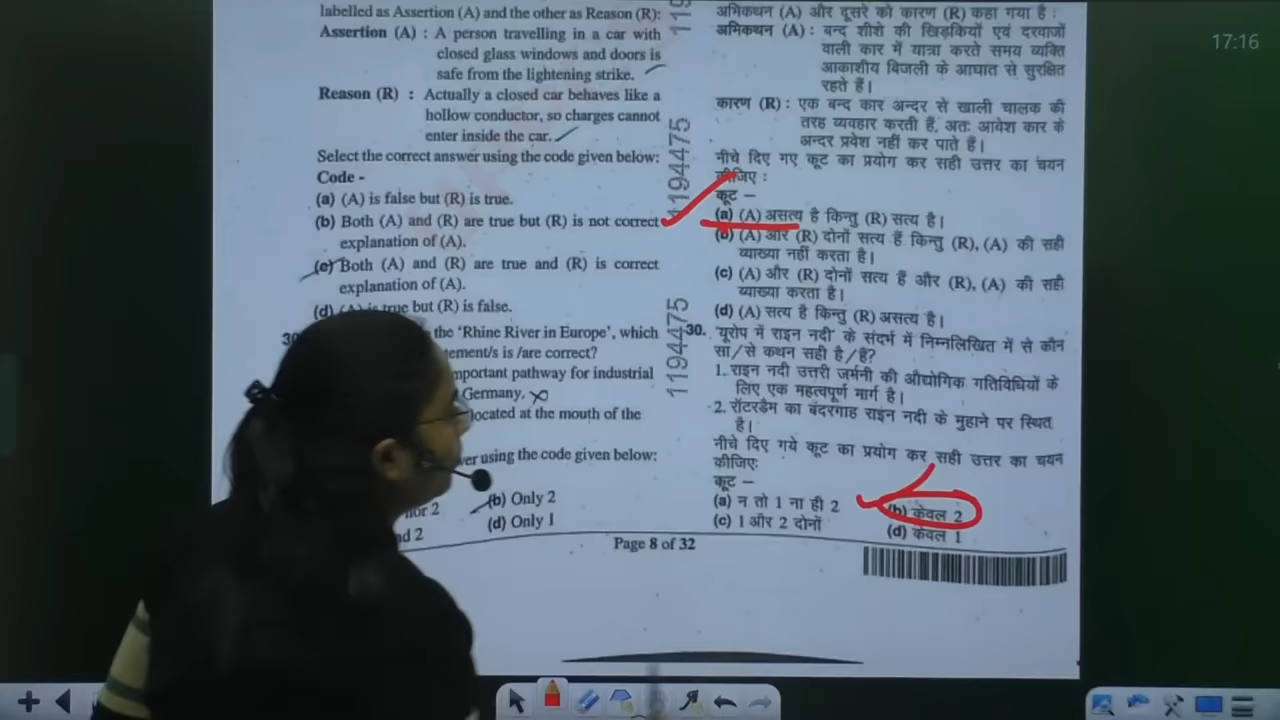 17:16
labelled as Assertion (A) and the other as Reason (R):
Assertion (A) : A person travelling in a car with
closed glass windows and doors is
safe from the lightening strike.
Reason (R) : Actually a closed car behaves like a
hollow conductor, so charges cannot
enter inside the car.
Select the correct answer using the code given below:
Code -
(a) (A) is false but (R) is true.
(b) Both (A) and (R) are true but (R) is not correct
explanation of (A).
(c) Both (A) and (R) are true and (R) is correct
explanation of (A).
(d) (A) is true but (R) is false.
30
the ‘Rhine River in Europe’, which
is /are correct?
pathway for industrial
Germany.
located at the mouth of the
using the code given below:
2
(b) Only 2
2
(d) Only 1
119
1194475
1194475
अभिकथन (A) और दूसरे को कारण (R) कहा गया है :
अभिकथन (A) : बन्द शीशे की खिड़कियों एवं दरवाजों
वाली कार में यात्रा करते समय व्यक्ति
आकाशीय बिजली के आघात से सुरक्षित
रहते हैं।
कारण (R) : एक बन्द कार अन्दर से खाली चालक की
तरह व्यवहार करती हैं, अतः आवेश कार के
अन्दर प्रवेश नहीं कर पाते हैं।
नीचे दिए गए कूट का प्रयोग कर सही उत्तर का चयन
कीजिए :
कूट –
(a) (A) असत्य है किन्तु (R) सत्य है।
(b) (A) और (R) दोनों सत्य हैं किन्तु (R), (A) की सही
व्याख्या नहीं करता है।
(c) (A) और (R) दोनों सत्य हैं और (R), (A) की सही
व्याख्या करता है।
(d) (A) सत्य है किन्तु (R) असत्य है।
30. 'यूरोप में राइन नदी' के संदर्भ में निम्नलिखित में से कौन
सा/से कथन सही है/हैं?
1. राइन नदी उत्तरी जर्मनी की औद्योगिक गतिविधियों के
लिए एक महत्वपूर्ण मार्ग है।
2. रॉटरडैम का बंदरगाह राइन नदी के मुहाने पर स्थित
है।
नीचे दिए गये कूट का प्रयोग कर सही उत्तर का चयन
कीजिएः
कूट –
(a) न तो 1 ना ही 2
(b) केवल 2
(c) 1 और 2 दोनों
(d) केवल 1
Page 8 of 32